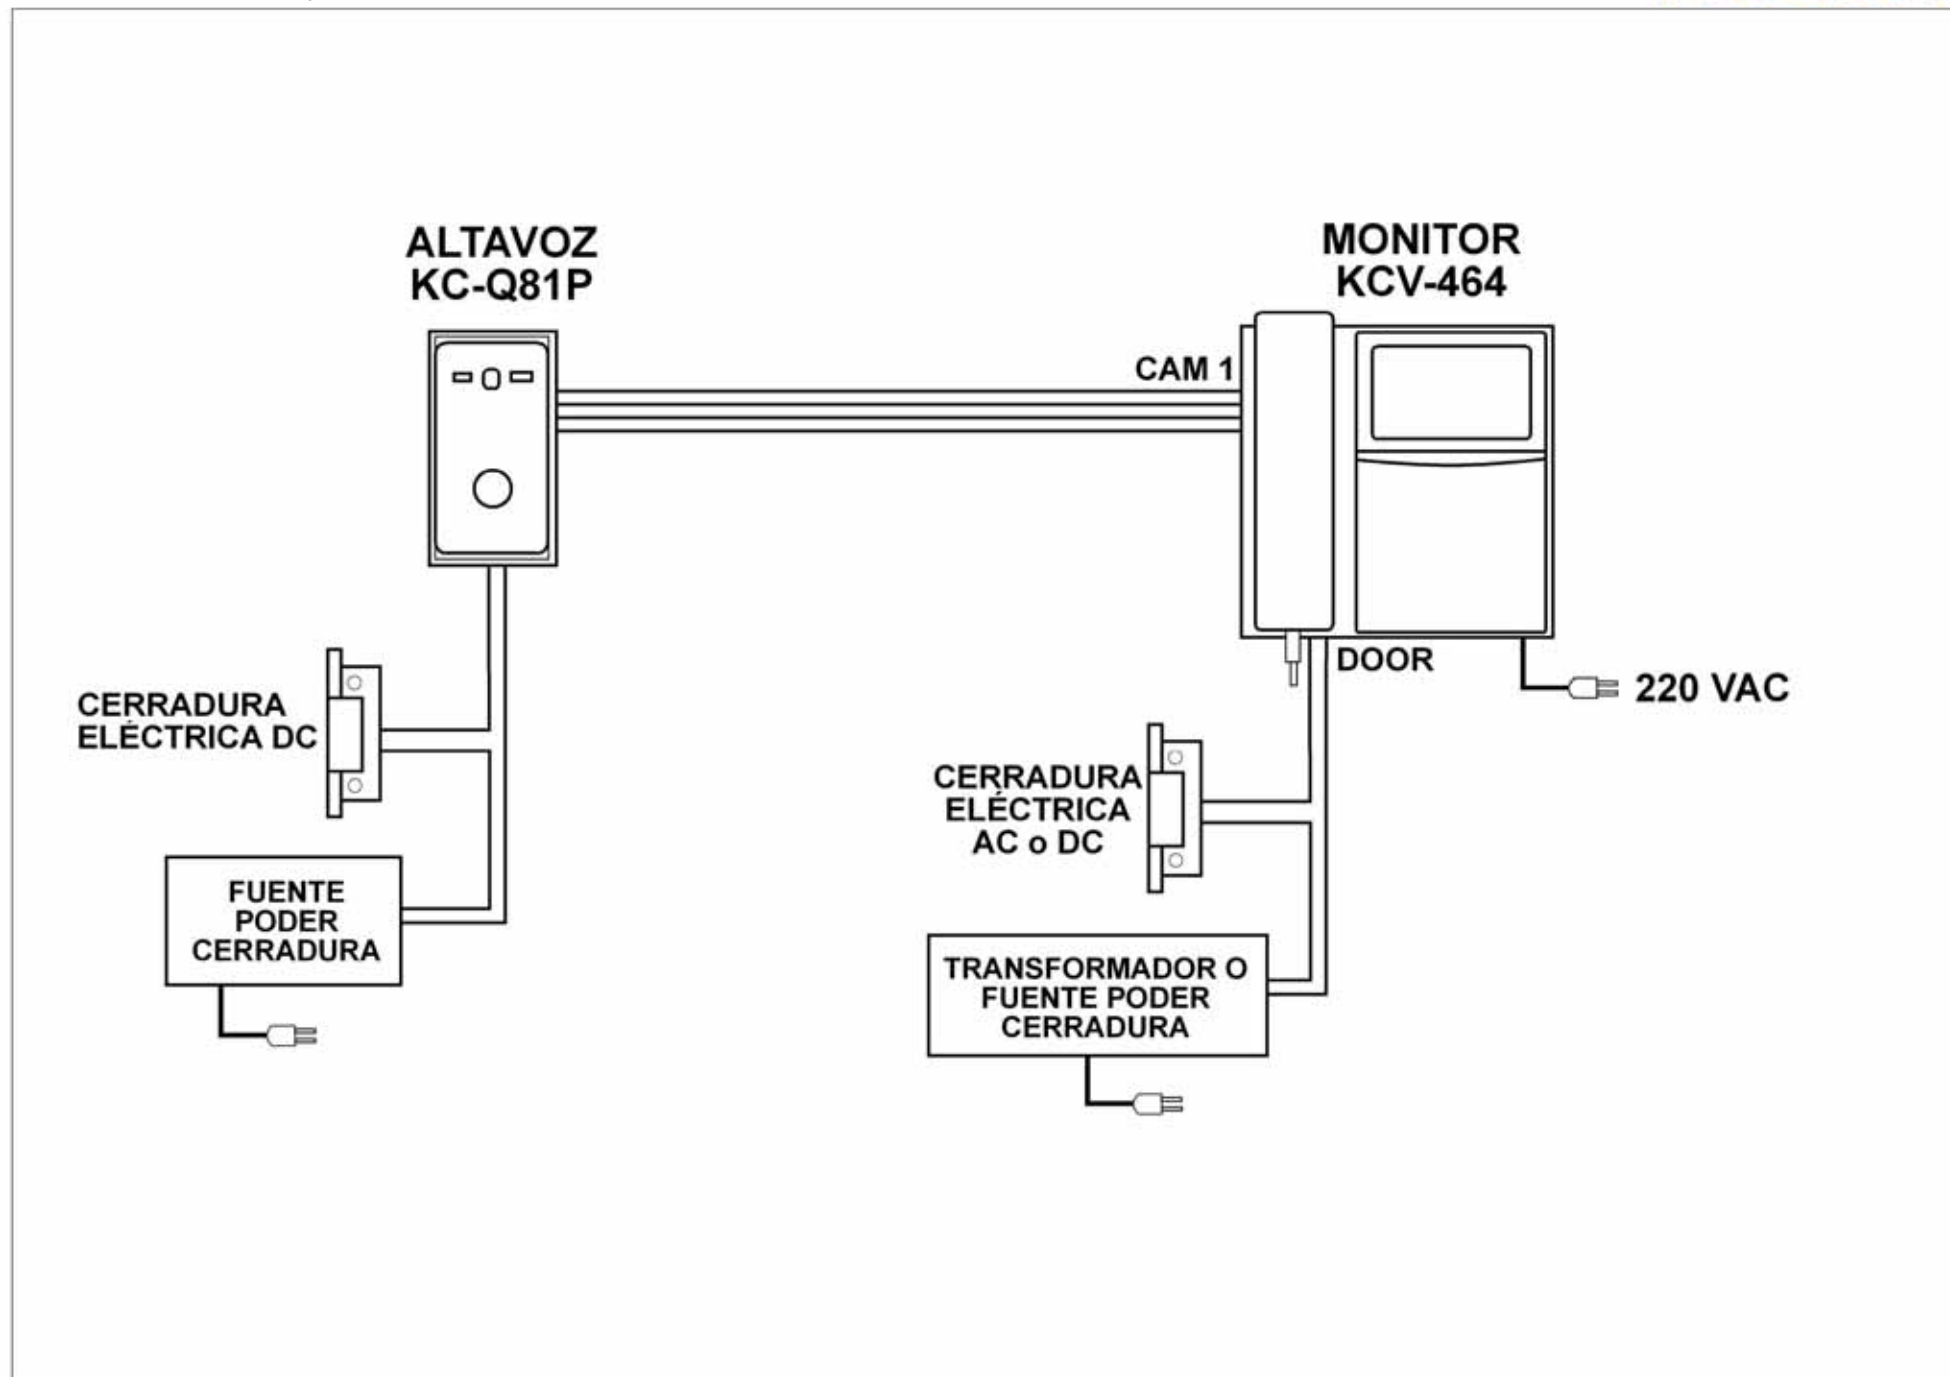 ALTAVOZ
KC-Q81P
MONITOR
KCV-464
CAM 1
DOOR
220 VAC
CERRADURA
ELÉCTRICA DC
CERRADURA
ELÉCTRICA
AC o DC
FUENTE
PODER
CERRADURA
TRANSFORMADOR O
FUENTE PODER
CERRADURA